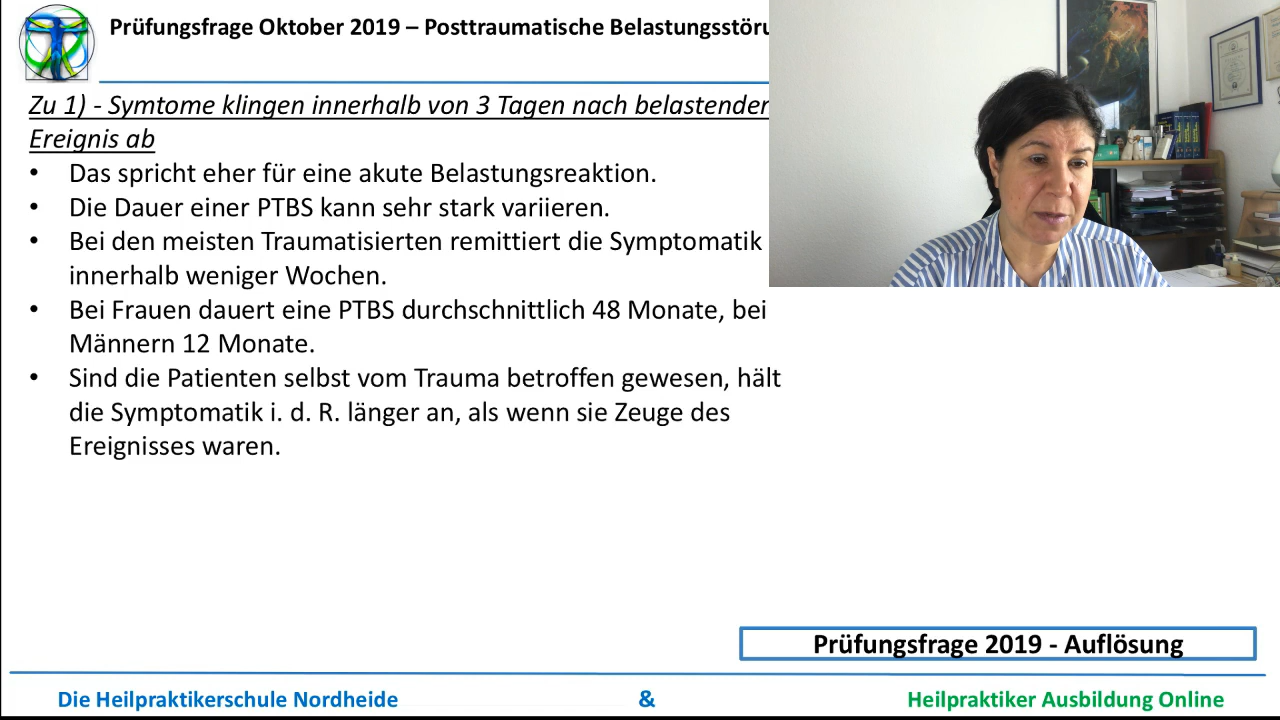 Prüfungsfrage Oktober 2019 – Posttraumatische Belastungsstöru
Zu 1) - Symtome klingen innerhalb von 3 Tagen nach belastender
Ereignis ab
• Das spricht eher für eine akute Belastungsreaktion.
• Die Dauer einer PTBS kann sehr stark variieren.
• Bei den meisten Traumatisierten remittiert die Symptomatik
innerhalb weniger Wochen.
• Bei Frauen dauert eine PTBS durchschnittlich 48 Monate, bei
Männern 12 Monate.
• Sind die Patienten selbst vom Trauma betroffen gewesen, hält
die Symptomatik i. d. R. länger an, als wenn sie Zeuge des
Ereignisses waren.
Prüfungsfrage 2019 - Auflösung
Die Heilpraktikerschule Nordheide & Heilpraktiker Ausbildung Online